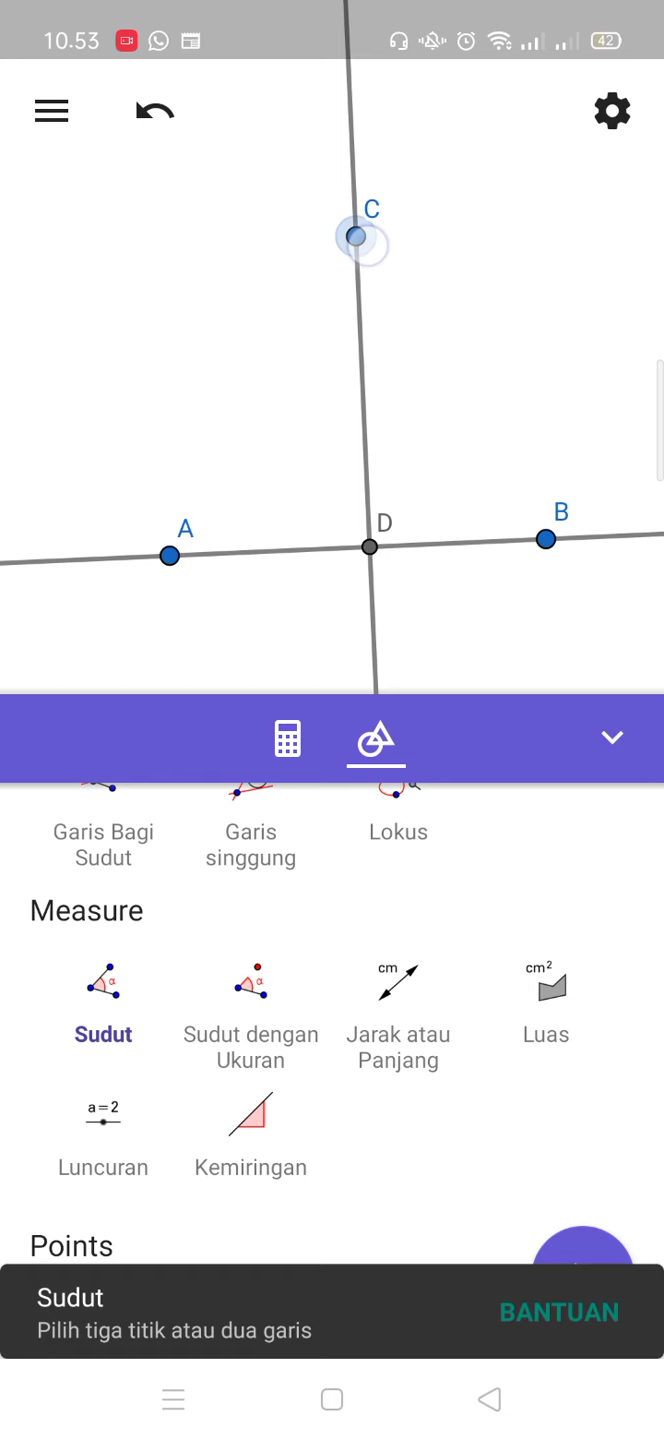 10.53
42
C
A
D
B
Garis Bagi Sudut
Garis singgung
Lokus
Measure
α
α
cm
cm²
Sudut
Sudut dengan Ukuran
Jarak atau Panjang
Luas
a=2
Luncuran
Kemiringan
Points
Sudut
Pilih tiga titik atau dua garis
BANTUAN